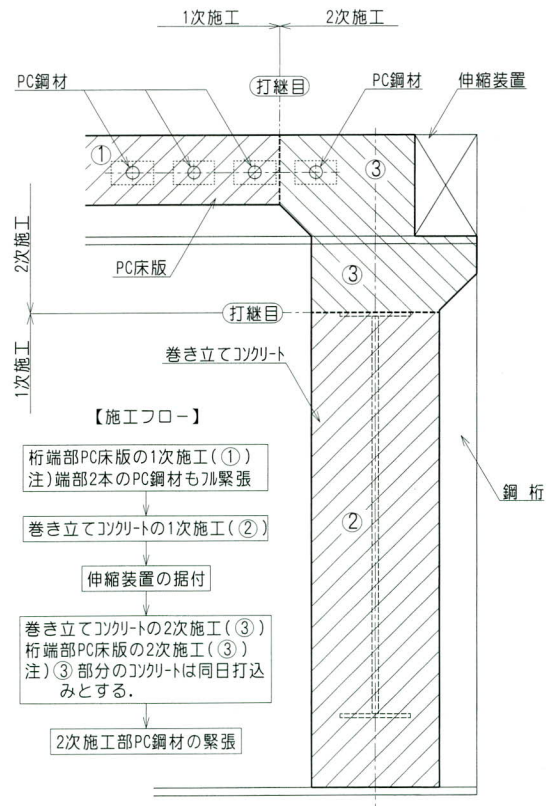 1次施工
2次施工
PC鋼材
打継目
PC鋼材
伸縮装置
①
③
2次施工
PC床版
③
打継目
1次施工
巻き立てｺﾝｸﾘｰﾄ
【施工フロー】
桁端部PC床版の1次施工(①)
注)端部2本のPC鋼材もﾌﾙ緊張
鋼 桁
巻き立てｺﾝｸﾘｰﾄの1次施工(②)
②
伸縮装置の据付
巻き立てｺﾝｸﾘｰﾄの2次施工(③)
桁端部PC床版の2次施工(③)
注)③部分のｺﾝｸﾘｰﾄは同日打込
みとする.
2次施工部PC鋼材の緊張